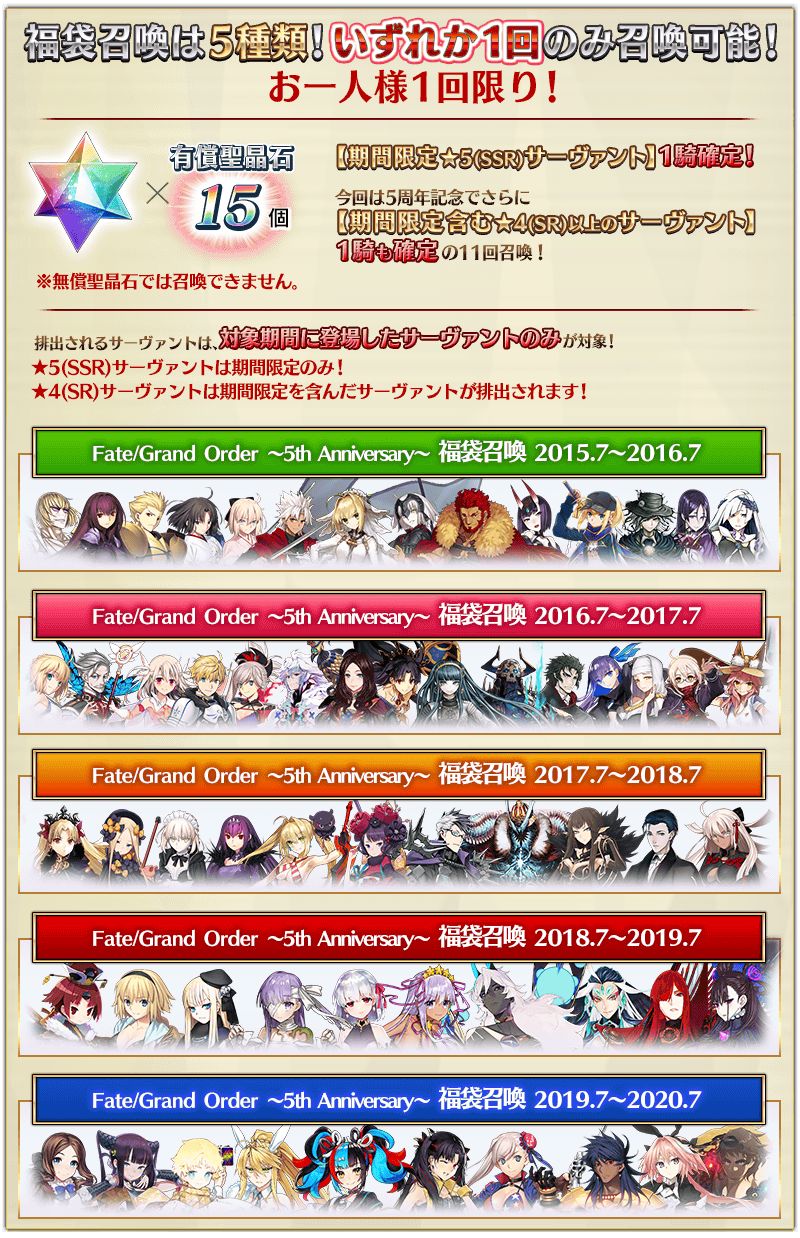 福袋召喚は5種類！いずれか1回のみ召喚可能！
お一人様1回限り！
有償聖晶石
×
15個
【期間限定★5(SSR)サーヴァント】1騎確定！
今回は5周年記念でさらに
【期間限定含む★4(SR)以上のサーヴァント】
1騎も確定の11回召喚！
※無償聖晶石では召喚できません。
排出されるサーヴァントは、対象期間に登場したサーヴァントのみが対象！
★5(SSR)サーヴァントは期間限定のみ！
★4(SR)サーヴァントは期間限定を含んだサーヴァントが排出されます！
Fate/Grand Order ～5th Anniversary～ 福袋召喚 2015.7～2016.7
Fate/Grand Order ～5th Anniversary～ 福袋召喚 2016.7～2017.7
Fate/Grand Order ～5th Anniversary～ 福袋召喚 2017.7～2018.7
Fate/Grand Order ～5th Anniversary～ 福袋召喚 2018.7～2019.7
Fate/Grand Order ～5th Anniversary～ 福袋召喚 2019.7～2020.7